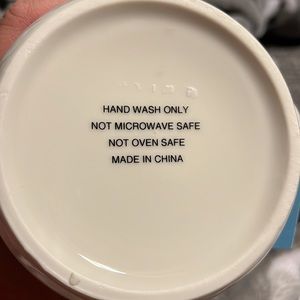 HAND WASH ONLY
NOT MICROWAVE SAFE
NOT OVEN SAFE
MADE IN CHINA